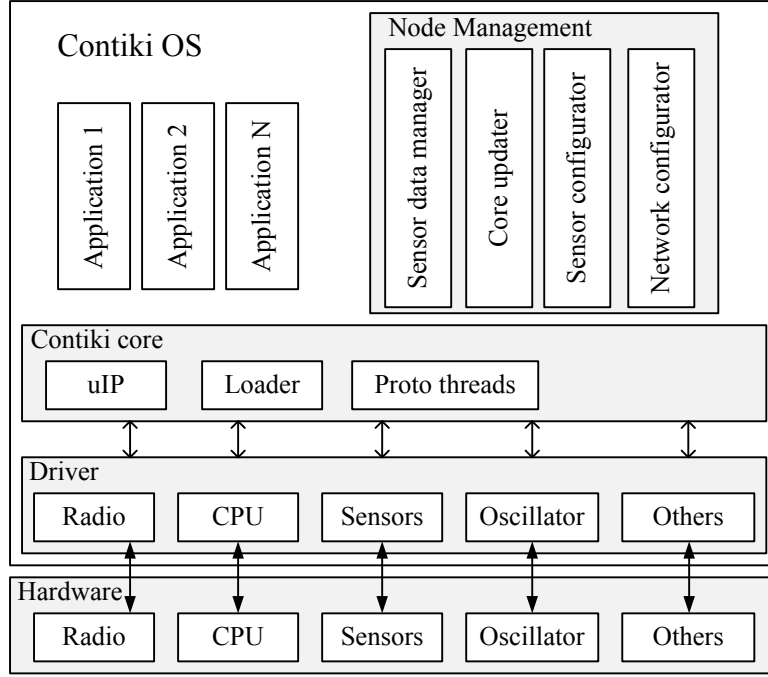 Contiki OS
Node Management
Application 1
Application 2
Application N
Sensor data manager
Core updater
Sensor configurator
Network configurator
Contiki core
uIP
Loader
Proto threads
Driver
Radio
CPU
Sensors
Oscillator
Others
Hardware
Radio
CPU
Sensors
Oscillator
Others